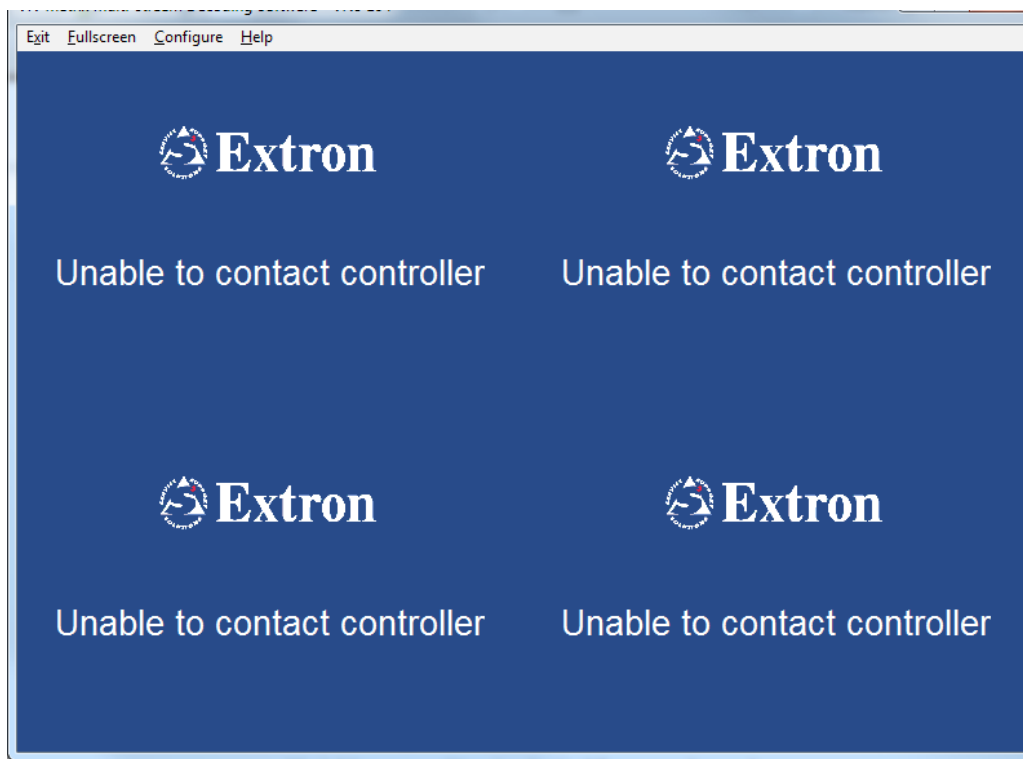 Exit Fullscreen Configure Help
Extron Extron
Unable to contact controller Unable to contact controller
Extron Extron
Unable to contact controller Unable to contact controller